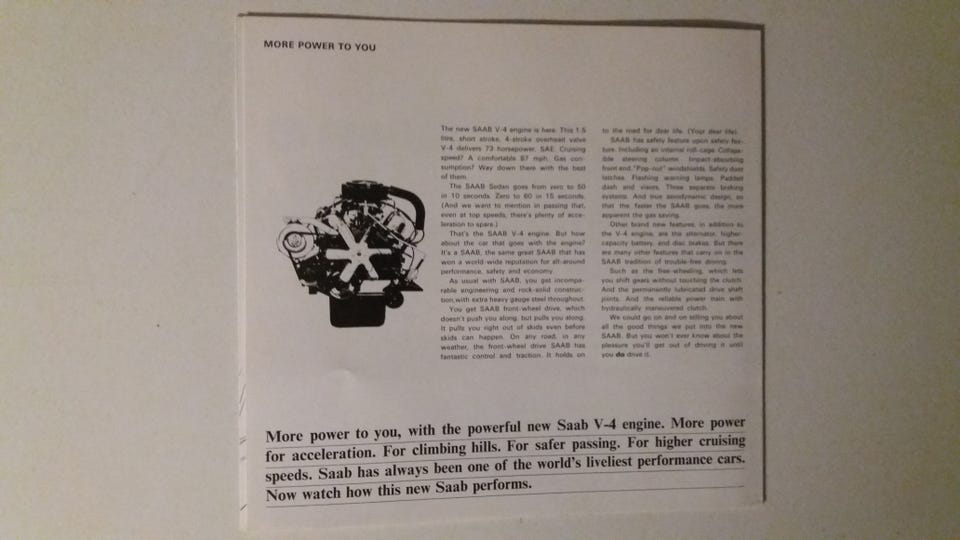 MORE POWER TO YOU
The new SAAB V-4 engine is here. This 1.5
litre, short stroke, 4-stroke overhead valve
V-4 delivers 73 horsepower, SAE. Cruising
speed? A comfortable 87 mph. Gas con-
sumption? Way down there with the best
of them.
The SAAB Sedan goes from zero to 50
in 10 seconds. Zero to 60 in 15 seconds.
(And we want to mention in passing that,
even at top speeds, there's plenty of acce-
leration to spare.)
That's the SAAB V-4 engine. But how
about the car that goes with the engine?
It's a SAAB, the same great SAAB that has
won a world-wide reputation for all-around
performance, safety and economy.
As usual with SAAB, you get incompa-
rable engineering and rock-solid construc-
tion, with extra heavy gauge steel throughout.
You get SAAB front-wheel drive, which
doesn't push you along, but pulls you along.
It pulls you right out of skids even before
skids can happen. On any road, in any
weather, the front-wheel drive SAAB has
fantastic control and traction. It holds on
to the road for dear life. (Your dear life).
SAAB has safety feature upon safety fea-
ture. Including an internal roll-cage. Collaps-
ible steering column. Impact-absorbing
front end. "Pop-out" windshields. Safety door
latches. Flashing warning lamps. Padded
dash and visors. Three separate braking
systems. And true aerodynamic design, so
that the faster the SAAB goes, the more
apparent the gas saving.
Other brand new features, in addition to
the V-4 engine, are the alternator, higher-
capacity battery, and disc brakes. But there
are many other features that carry on in the
SAAB tradition of trouble-free driving.
Such as the free-wheeling, which lets
you shift gears without touching the clutch.
And the permanently lubricated drive shaft
joints. And the reliable power train with
hydraulically maneuvered clutch.
We could go on and on telling you about
all the good things we put into the new
SAAB. But you won't ever know about the
pleasure you'll get out of driving it until
you do drive it.
More power to you, with the powerful new Saab V-4 engine. More power
for acceleration. For climbing hills. For safer passing. For higher cruising
speeds. Saab has always been one of the world's liveliest performance cars.
Now watch how this new Saab performs.